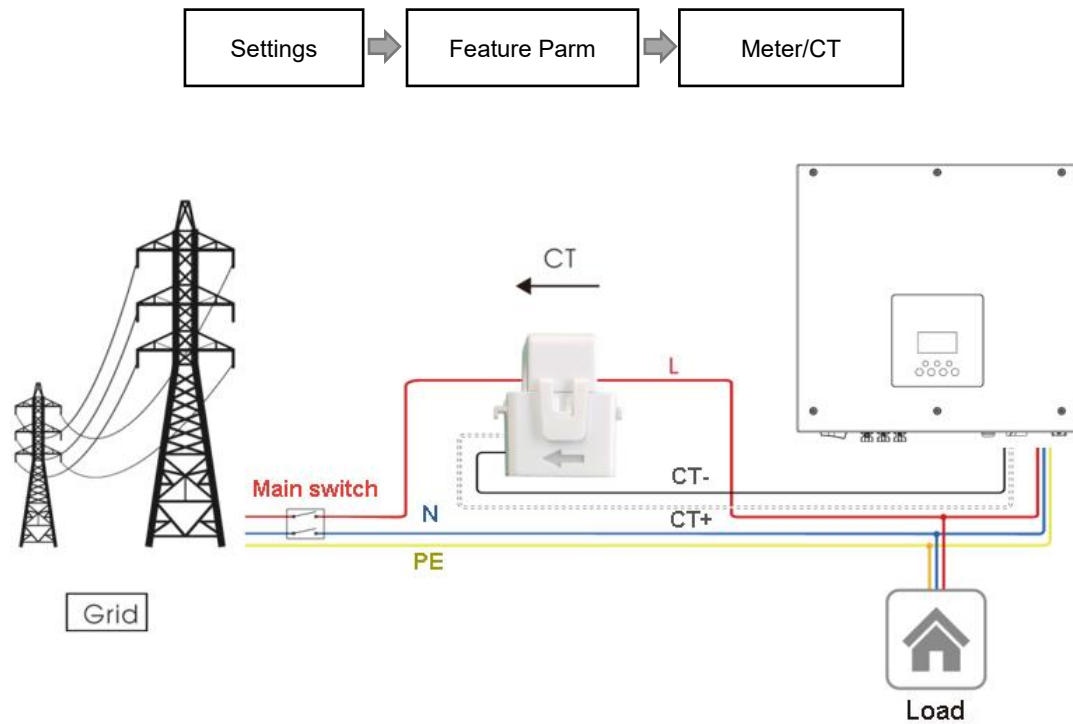 Settings
Feature Parm
Meter/CT
CT
L
CT-
Main switch
N
CT+
PE
Grid
Load